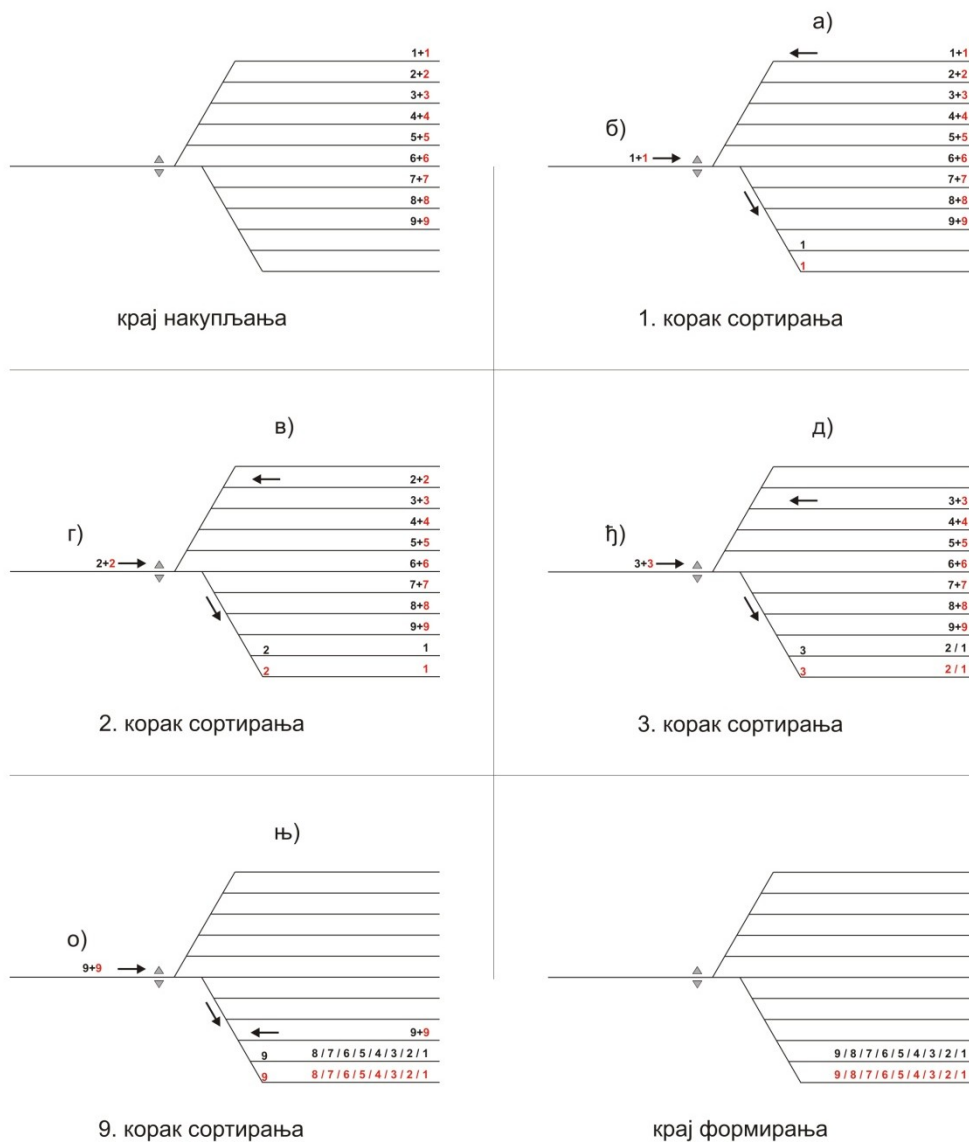 1+1
2+2
3+3
4+4
5+5
6+6
7+7
8+8
9+9
крај накупљања
а)
1+1
2+2
3+3
4+4
5+5
б)
1+1
6+6
7+7
8+8
9+9
1
1
1. корак сортирања
в)
2+2
3+3
4+4
5+5
г)
2+2
6+6
7+7
8+8
9+9
2 1
2 1
2. корак сортирања
д)
3+3
4+4
5+5
ђ)
3+3
6+6
7+7
8+8
9+9
3 2 / 1
3 2 / 1
3. корак сортирања
њ)
о)
9+9
9+9
9 8 / 7 / 6 / 5 / 4 / 3 / 2 / 1
9 8 / 7 / 6 / 5 / 4 / 3 / 2 / 1
9. корак сортирања
9 / 8 / 7 / 6 / 5 / 4 / 3 / 2 / 1
9 / 8 / 7 / 6 / 5 / 4 / 3 / 2 / 1
крај формирања